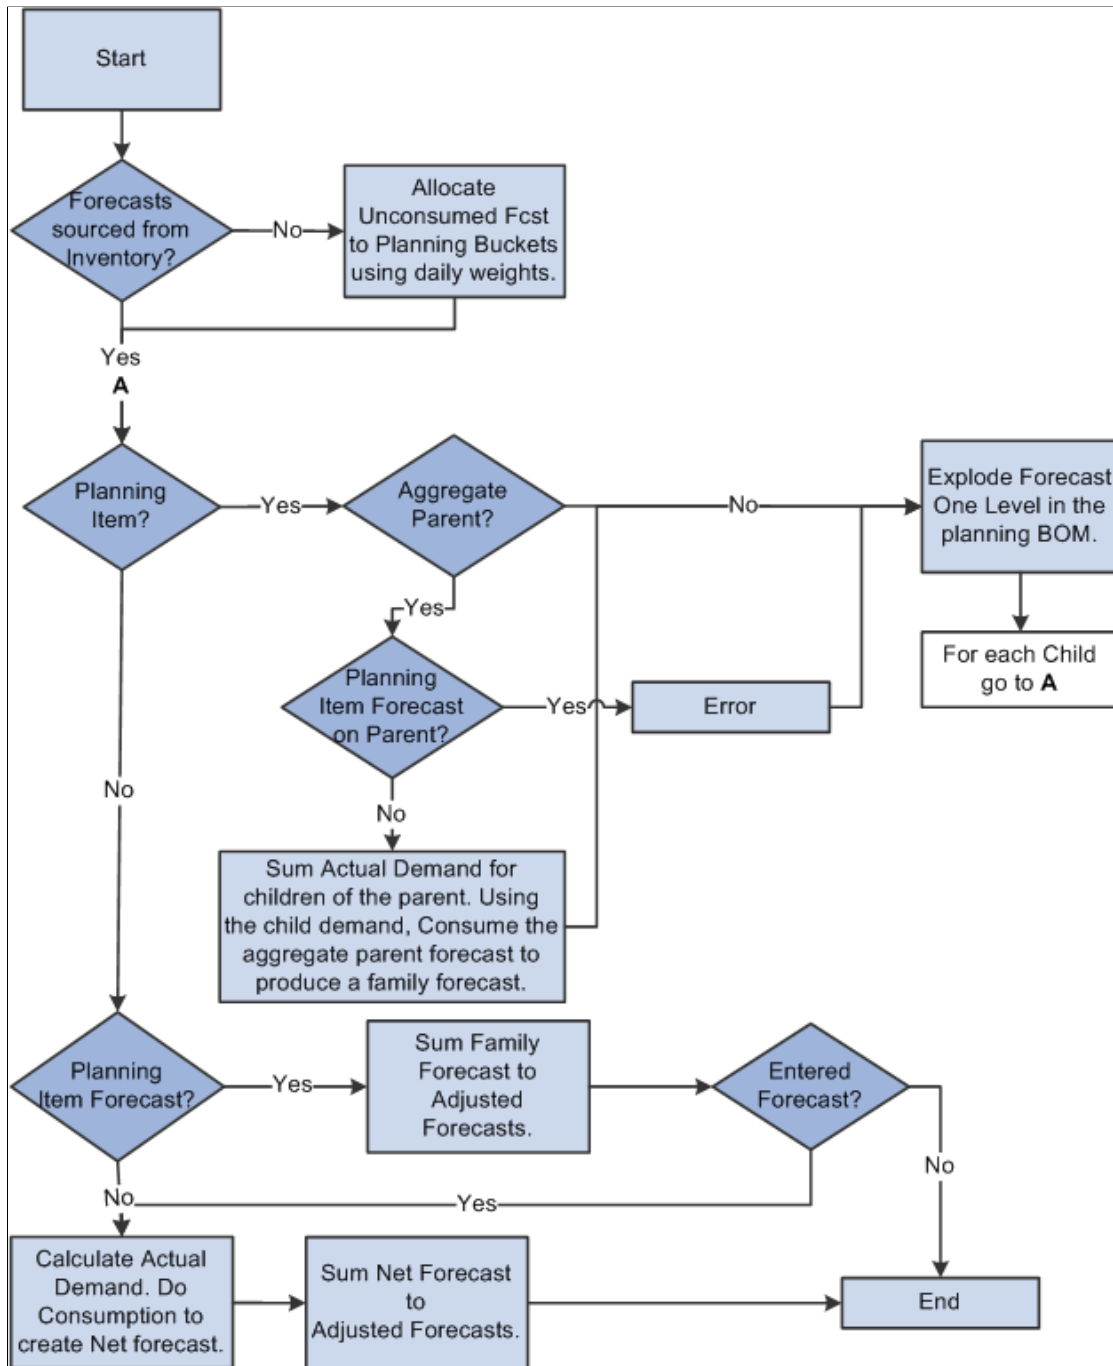 Start
Forecasts
sourced from
Inventory?
No
Allocate
Unconsumed Fcst
to Planning Buckets
using daily weights.
Yes
A
Planning
Item?
Yes
Aggregate
Parent?
No
Explode Forecast
One Level in the
planning BOM.
For each Child
go to A
Yes
Planning
Item Forecast
on Parent?
Yes
Error
No
No
Sum Actual Demand for
children of the parent. Using
the child demand, Consume the
aggregate parent forecast to
produce a family forecast.
Planning
Item Forecast?
Yes
Sum Family
Forecast to
Adjusted
Forecasts.
Entered
Forecast?
No
No
Yes
Calculate Actual
Demand. Do
Consumption to
create Net forecast.
Sum Net Forecast
to
Adjusted Forecasts.
End